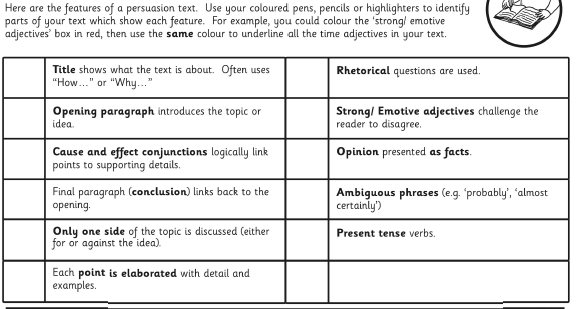 Here are the features of a persuasion text. Use your coloured pens, pencils or highlighters to identify
parts of your text which show each feature. For example, you could colour the ‘strong/ emotive
adjectives’ box in red, then use the same colour to underline all the time adjectives in your text.
Title shows what the text is about. Often uses
“How...” or “Why...”
Rhetorical questions are used.
Opening paragraph introduces the topic or
idea.
Strong/ Emotive adjectives challenge the
reader to disagree.
Cause and effect conjunctions logically link
points to supporting details.
Opinion presented as facts.
Final paragraph (conclusion) links back to the
opening.
Ambiguous phrases (e.g. ‘probably’, ‘almost
certainly’)
Only one side of the topic is discussed (either
for or against the idea).
Present tense verbs.
Each point is elaborated with detail and
examples.